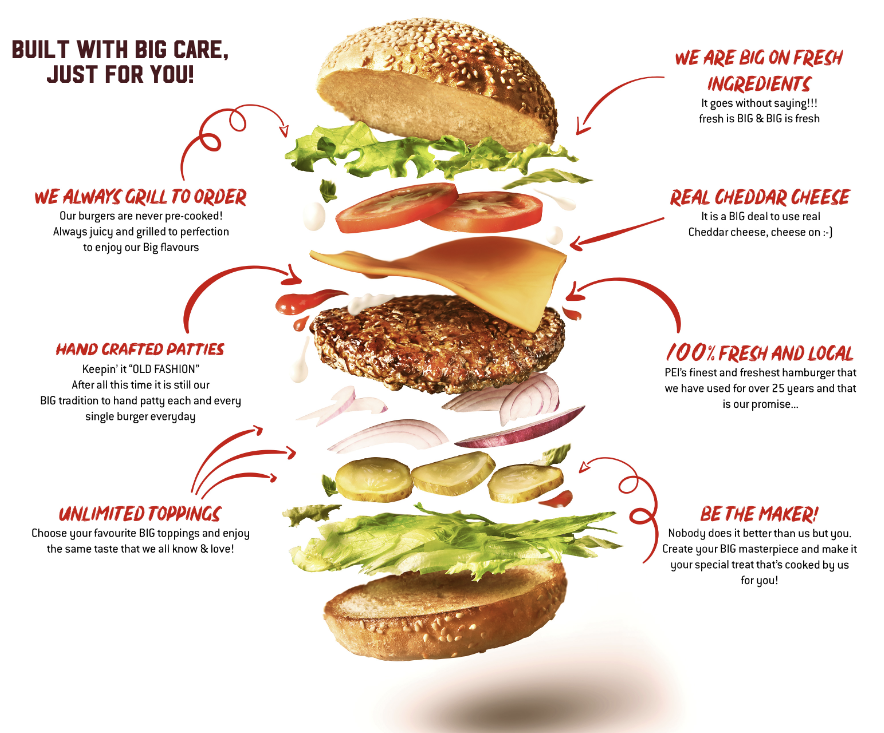 BUILT WITH BIG CARE,
JUST FOR YOU!
WE ARE BIG ON FRESH
INGREDIENTS
It goes without saying!!!
fresh is BIG & BIG is fresh
WE ALWAYS GRILL TO ORDER
Our burgers are never pre-cooked!
Always juicy and grilled to perfection
to enjoy our Big flavours
REAL CHEDDAR CHEESE
It is a BIG deal to use real
Cheddar cheese, cheese on :-)
HAND CRAFTED PATTIES
Keepin' it "OLD FASHION"
After all this time it is still our
BIG tradition to hand patty each and every
single burger everyday
100% FRESH AND LOCAL
PEI's finest and freshest hamburger that
we have used for over 25 years and that
is our promise...
UNLIMITED TOPPINGS
Choose your favourite BIG toppings and enjoy
the same taste that we all know & love!
BE THE MAKER!
Nobody does it better than us but you.
Create your BIG masterpiece and make it
your special treat that's cooked by us
for you!